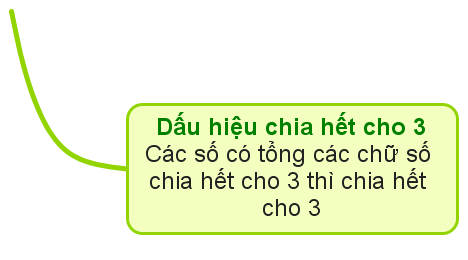 Dấu hiệu chia hết cho 3
Các số có tổng các chữ số
chia hết cho 3 thì chia hết
cho 3